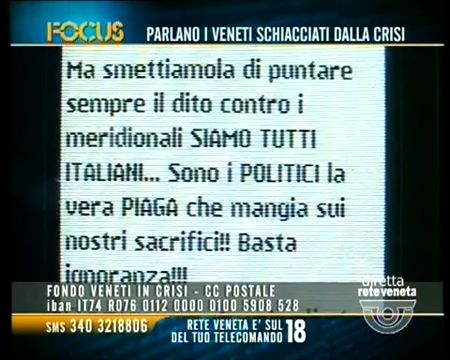 FOCUS
PARLANO I VENETI SCHIACCIATI DALLA CRISI
Ma smettiamola di puntare
sempre il dito contro i
meridionali SIAMO TUTTI
ITALIANI... Sono i POLITICI la
vera PIAGA che mangia sui
nostri sacrifici!! Basta
ignoranza!!!
diretta
reteveneta
FONDO VENETI IN CRISI - CC POSTALE
iban IT74 R076 0112 0000 0100 5908 528
SMS 340 3218806
RETE VENETA E' SUL
DEL TUO TELECOMANDO
18